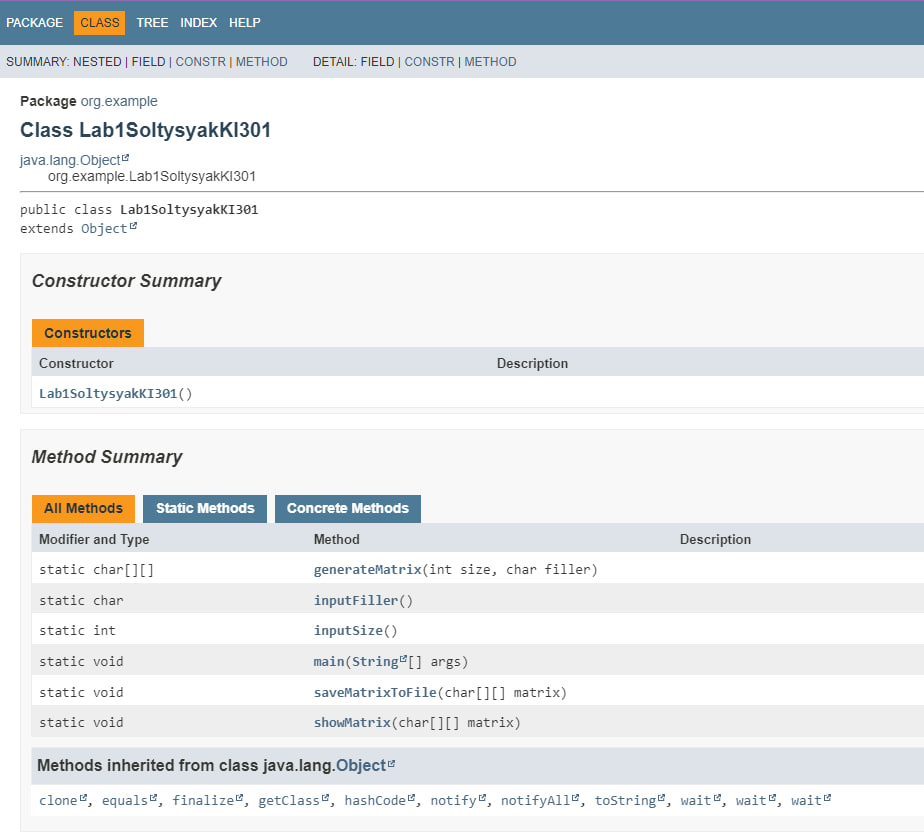 PACKAGE CLASS TREE INDEX HELP
SUMMARY: NESTED | FIELD | CONSTR | METHOD DETAIL: FIELD | CONSTR | METHOD
Package org.example
Class Lab1SoltysyakKI301
java.lang.Object
org.example.Lab1SoltysyakKI301
public class Lab1SoltysyakKI301
extends Object
Constructor Summary
Constructors
Constructor Description
Lab1SoltysyakKI301()
Method Summary
All Methods Static Methods Concrete Methods
Modifier and Type Method Description
static char[][] generateMatrix(int size, char filler)
static char inputFiller()
static int inputSize()
static void main(String[] args)
static void saveMatrixToFile(char[][] matrix)
static void showMatrix(char[][] matrix)
Methods inherited from class java.lang.Object
clone, equals, finalize, getClass, hashCode, notify, notifyAll, toString, wait, wait, wait